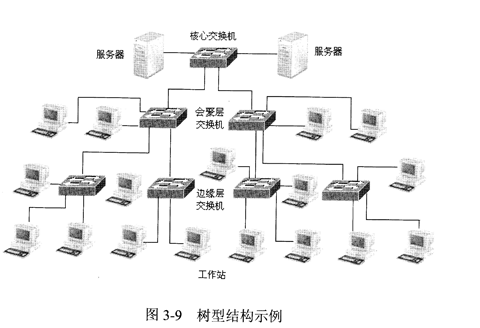 核心交换机
服务器
服务器
会聚层
交换机
边缘层
交换机
工作站
图 3-9 树型结构示例